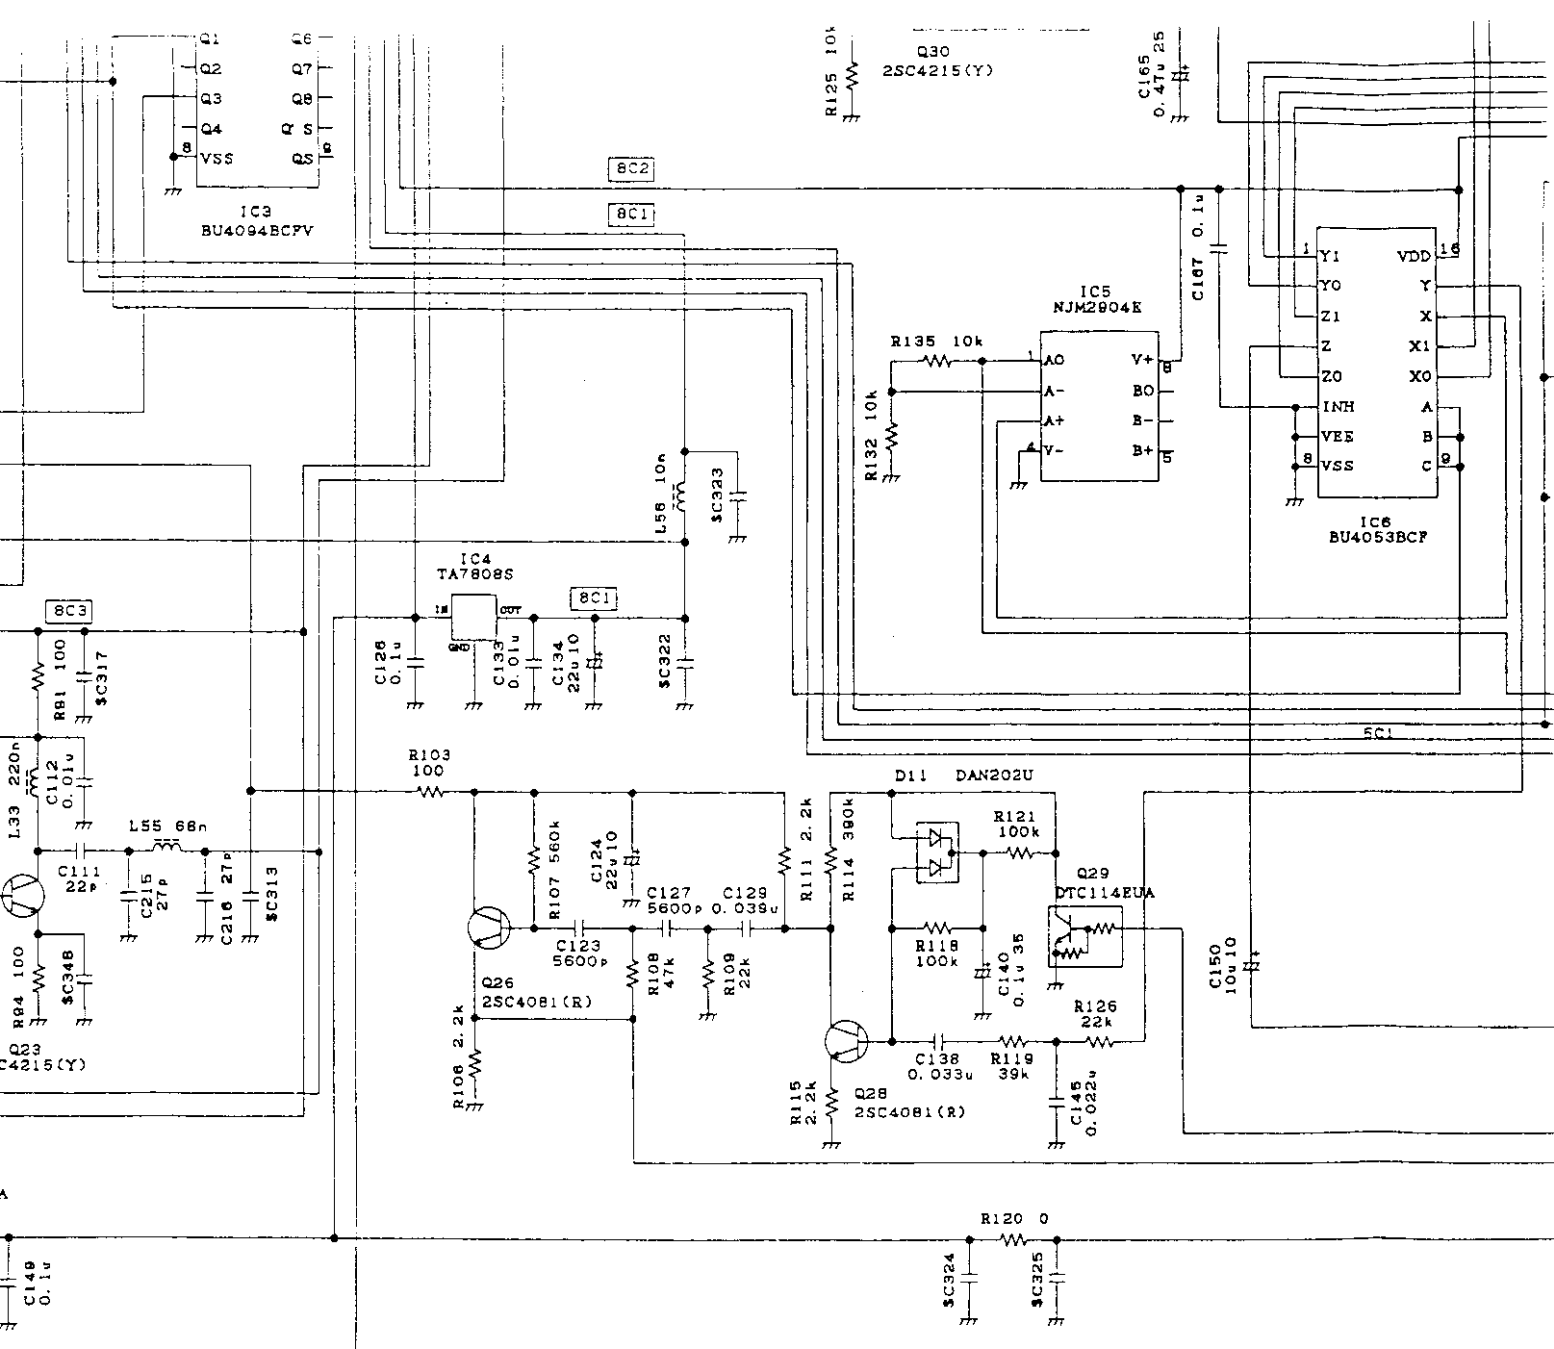 Q1 Q6
Q2 Q7
Q3 Q8
Q4 Q S
8 VSS QS 9
IC3
BU4094BCFV
Q30
2SC4215(Y)
R125 10k
C165
0.47u 25
8C2
8C1
C167 0.1u
IC5
NJM2904E
1 AO V+ 8
A- BO
A+ B-
4 V- B+ 5
R135 10k
R132 10k
1 Y1 VDD 16
Y0 Y
Z1 X
Z X1
Z0 X0
INH A
VEE B
8 VSS C 9
IC6
BU4053BCF
L56 10n
$C323
IC4
TA7808S
IN OUT
GND
8C1
C126
0.1u
C133
0.01u
C134
22u 10
$C322
8C3
R91 100
$C317
L33 220n
C112
0.01u
L55 68n
C111
22p
C215
27p
C216 27p
$C313
R94 100
$C348
Q23
C4215(Y)
5C1
R103
100
R107 560k
C124
22u 10
C127
5600p
C129
0.039u
R111 2.2k
R114 390k
C123
5600p
R108
47k
R109
22k
Q26
2SC4081(R)
R106 2.2k
D11 DAN202U
R121
100k
Q29
DTC114EUA
R118
100k
C140
0.1u 35
C150
10u 10
R126
22k
C138
0.033u
R119
39k
C145
0.022u
R115
2.2k
Q28
2SC4081(R)
A
R120 0
C149
0.1u
$C324
$C325